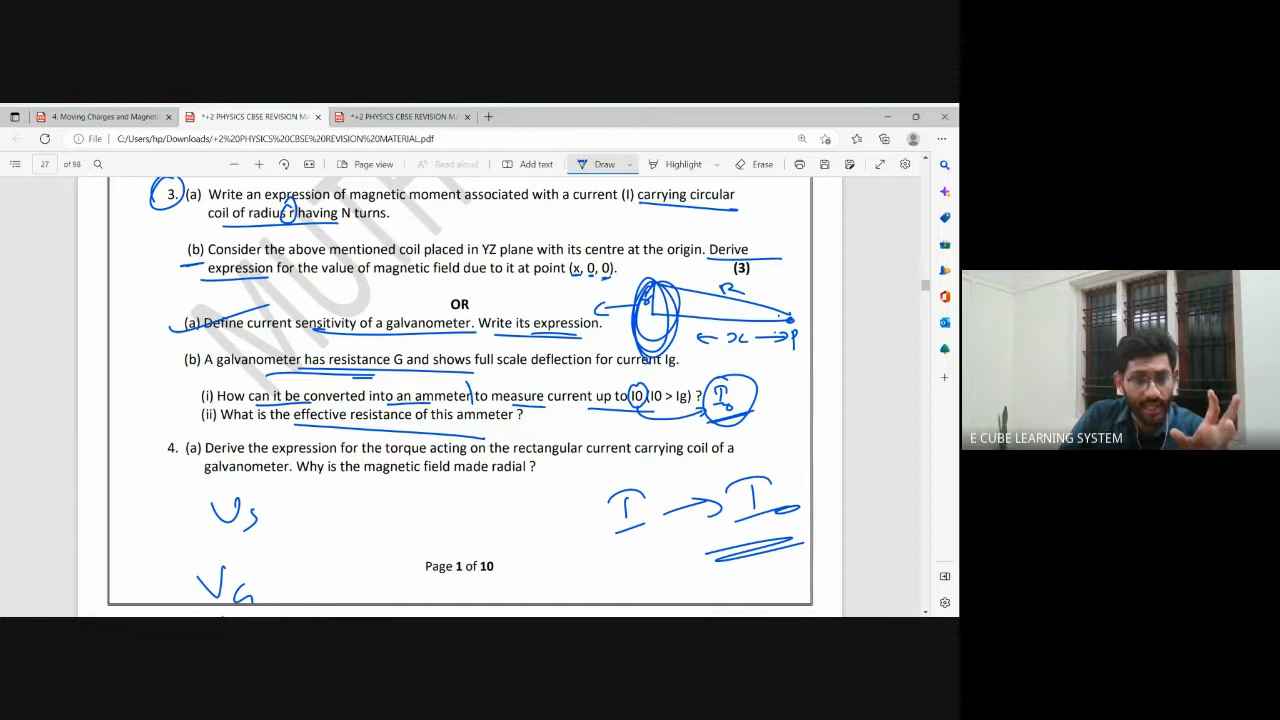 4. Moving Charges and Magnet
*+2 PHYSICS CBSE REVISION MA
*+2 PHYSICS CBSE REVISION MA
File
C:/Users/hp/Downloads/+2%20PHYSICS%20CBSE%20REVISION%20MATERIAL.pdf
27 of 98
Page view
Read aloud
Add text
Draw
Highlight
Erase
MUTH
3. (a) Write an expression of magnetic moment associated with a current (I) carrying circular
coil of radius r having N turns.
(b) Consider the above mentioned coil placed in YZ plane with its centre at the origin. Derive
expression for the value of magnetic field due to it at point (x, 0, 0).
(3)
R
OR
(a) Define current sensitivity of a galvanometer. Write its expression.
x
P
(b) A galvanometer has resistance G and shows full scale deflection for current Ig.
(i) How can it be converted into an ammeter to measure current up to I0 (I0 > Ig) ?
I₀
(ii) What is the effective resistance of this ammeter ?
4. (a) Derive the expression for the torque acting on the rectangular current carrying coil of a
galvanometer. Why is the magnetic field made radial ?
Vs
I → I₀
VG
Page 1 of 10
E CUBE LEARNING SYSTEM